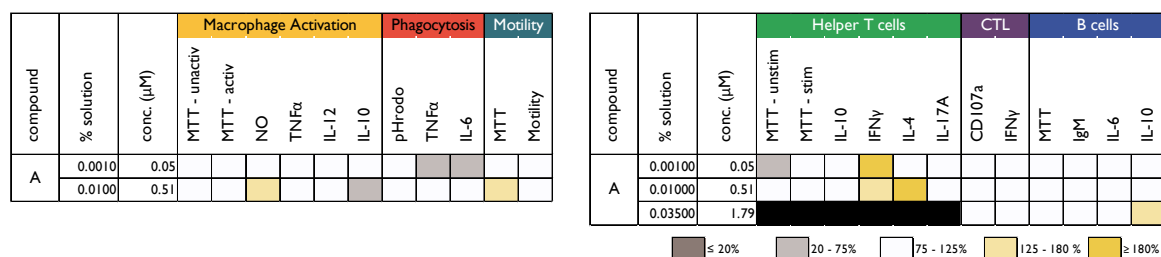 Macrophage Activation Phagocytosis Motility
compound % solution conc. (µM) MTT - unactiv MTT - activ NO TNFα IL-12 IL-10 pHrodo TNFα IL-6 MTT Motility
A
0.0010 0.05
0.0100 0.51
Helper T cells CTL B cells
compound % solution conc. (µM) MTT - unstim MTT - stim IL-10 IFNγ IL-4 IL-17A CD107a IFNγ MTT IgM IL-6 IL-10
0.00100 0.05
A 0.01000 0.51
0.03500 1.79
≤ 20% 20 - 75% 75 - 125% 125 - 180 % ≥ 180%